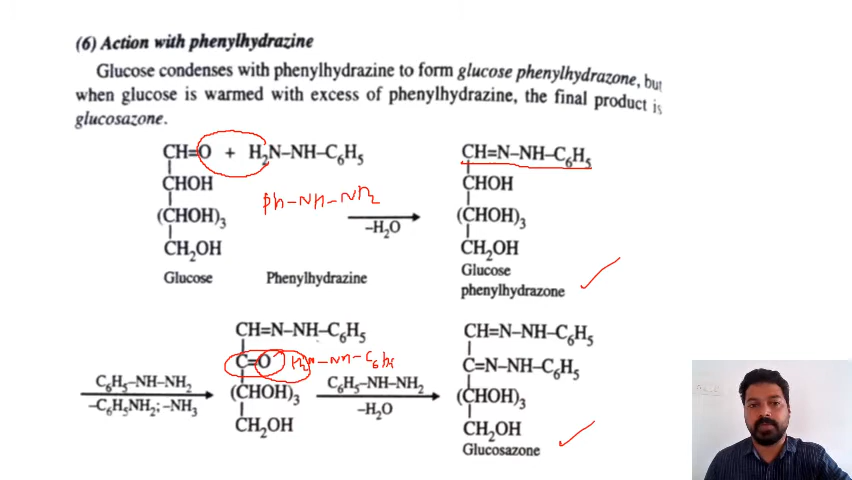 (6) Action with phenylhydrazine
Glucose condenses with phenylhydrazine to form glucose phenylhydrazone, but
when glucose is warmed with excess of phenylhydrazine, the final product is
glucosazone.
CH=O + H₂N–NH–C₆H₅
CH=N–NH–C₆H₅
CHOH
CHOH
Ph–NH–NH₂
(CHOH)₃
(CHOH)₃
–H₂O
CH₂OH
CH₂OH
Glucose
Phenylhydrazine
Glucose
phenylhydrazone
CH=N–NH–C₆H₅
CH=N–NH–C₆H₅
C=O H₂N–NH–C₆H₅
C=N–NH–C₆H₅
C₆H₅–NH–NH₂
–C₆H₅NH₂; –NH₃
(CHOH)₃
C₆H₅–NH–NH₂
–H₂O
(CHOH)₃
CH₂OH
CH₂OH
Glucosazone